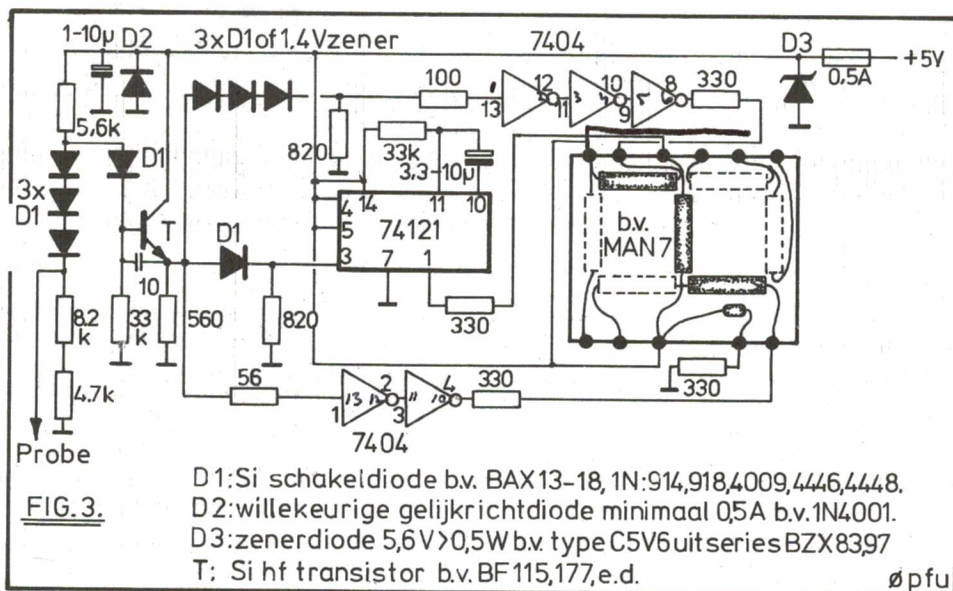 1-10µ D2 3xD1of 1.4Vzener 7404 D3 +5V
0,5A
5,6k 100 13 12 11 10 9 8 330
D1 820 33k 3,3-10µ
3x
D1
14 11 10
4
5 74121
3 7 1
T D1
b.v.
MAN7
10
8.2
k
33
k
560 820 330
4.7k 56 1 2 3 4 330 330
7404
Probe
FIG.3.
D1:Si schakeldiode b.v. BAX13-18, 1N:914,918,4009,4446,4448.
D2:willekeurige gelijkrichtdiode minimaal 0,5A b.v.1N4001.
D3:zenerdiode 5,6V>0,5W b.v. type C5V6 uit series BZX83,97
T: Si hf transistor b.v. BF115,177,e.d.
øpfu